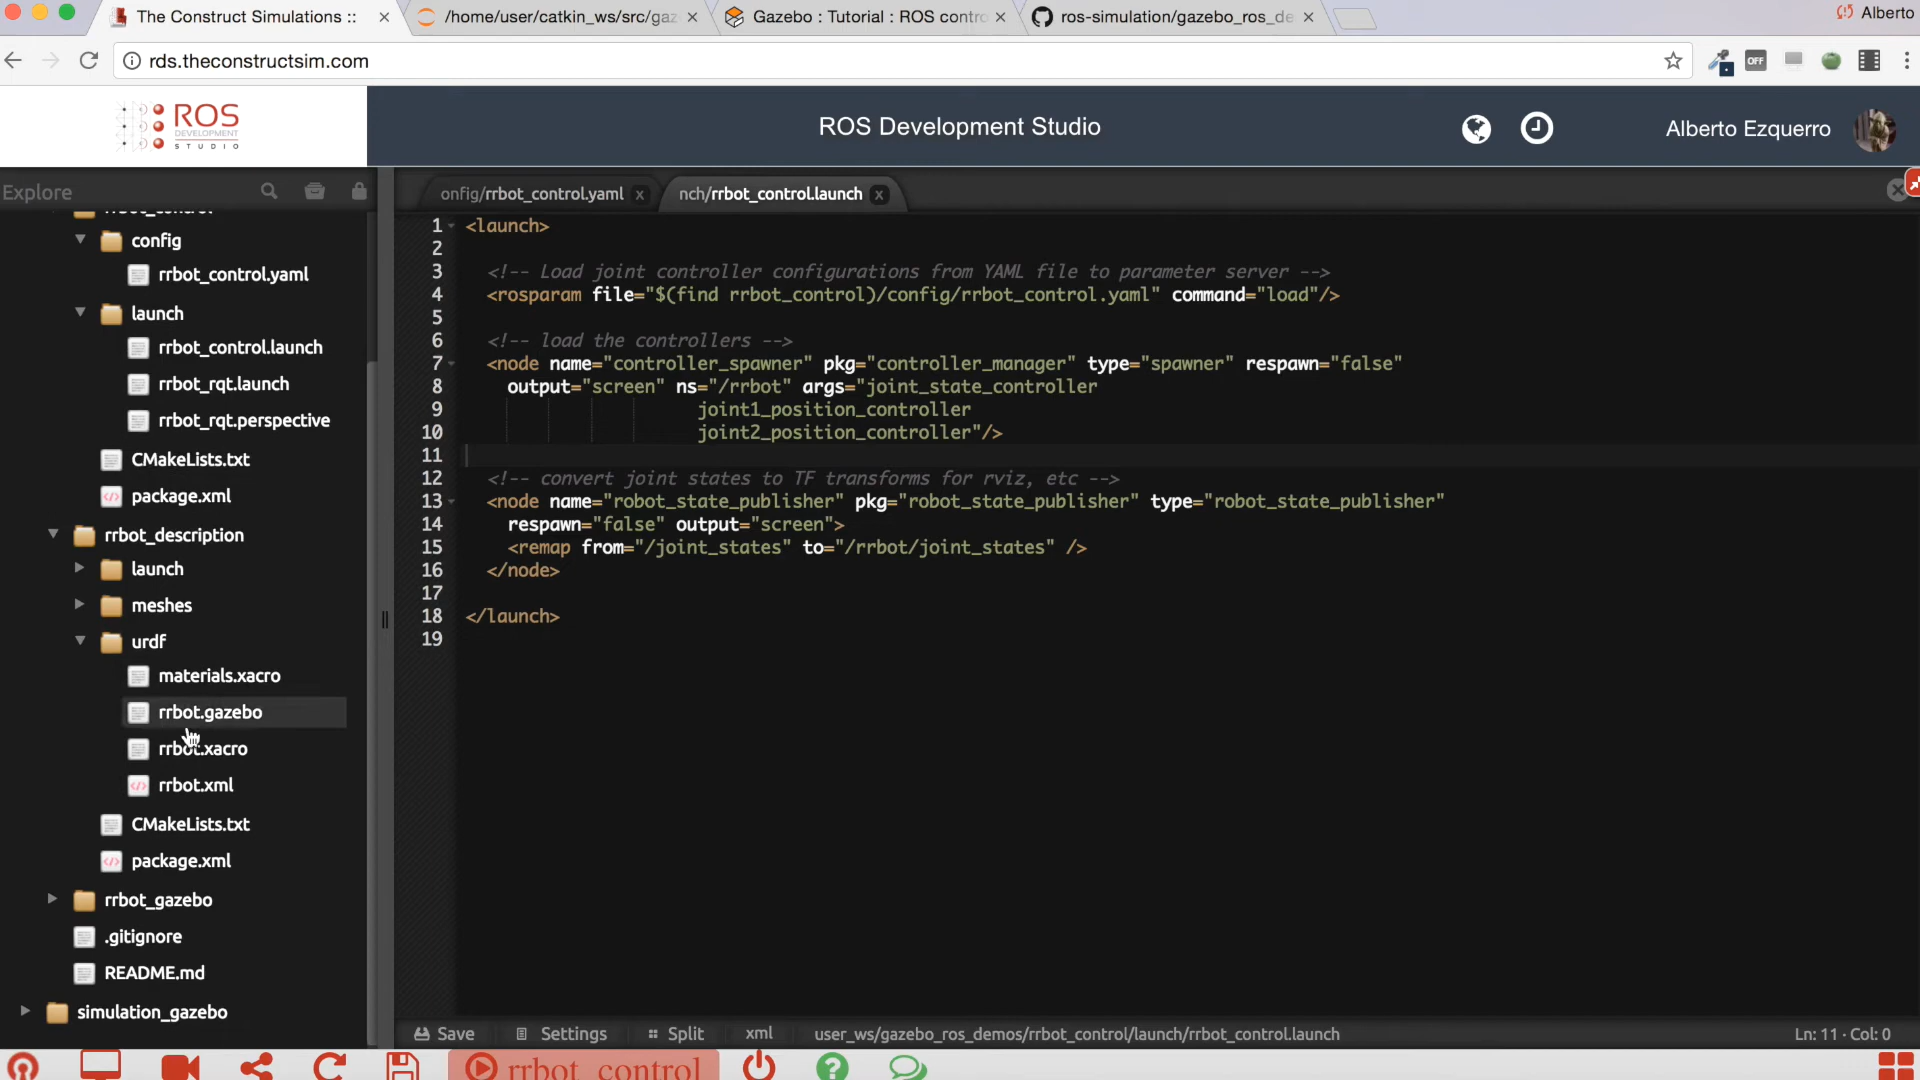 The Construct Simulations ::
/home/user/catkin_ws/src/gaz
Gazebo : Tutorial : ROS contro
ros-simulation/gazebo_ros_de
Alberto
rds.theconstructsim.com
OFF
ROS
DEVELOPMENT
STUDIO
ROS Development Studio
Alberto Ezquerro
Explore
onfig/rrbot_control.yaml
nch/rrbot_control.launch
rrbot_control
config
rrbot_control.yaml
launch
rrbot_control.launch
rrbot_rqt.launch
rrbot_rqt.perspective
CMakeLists.txt
package.xml
rrbot_description
launch
meshes
urdf
materials.xacro
rrbot.gazebo
rrbot.xacro
rrbot.xml
CMakeLists.txt
package.xml
rrbot_gazebo
.gitignore
README.md
simulation_gazebo
1 <launch>
2
3 <!-- Load joint controller configurations from YAML file to parameter server -->
4 <rosparam file="$(find rrbot_control)/config/rrbot_control.yaml" command="load"/>
5
6 <!-- load the controllers -->
7 <node name="controller_spawner" pkg="controller_manager" type="spawner" respawn="false"
8 output="screen" ns="/rrbot" args="joint_state_controller
9 joint1_position_controller
10 joint2_position_controller"/>
11
12 <!-- convert joint states to TF transforms for rviz, etc -->
13 <node name="robot_state_publisher" pkg="robot_state_publisher" type="robot_state_publisher"
14 respawn="false" output="screen">
15 <remap from="/joint_states" to="/rrbot/joint_states" />
16 </node>
17
18 </launch>
19
Save
Settings
Split
xml
user_ws/gazebo_ros_demos/rrbot_control/launch/rrbot_control.launch
Ln: 11 · Col: 0
rrbot_control